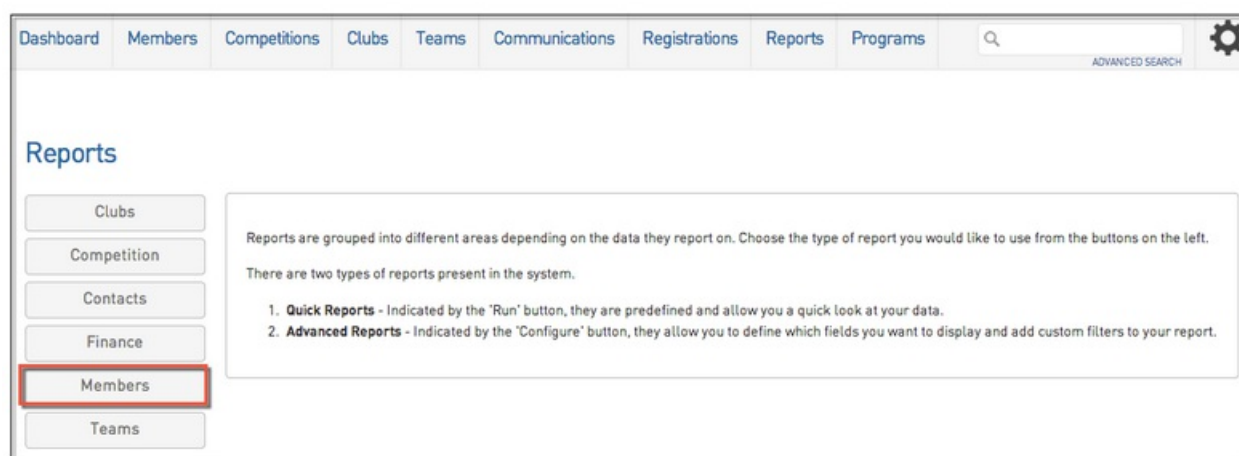 Dashboard Members Competitions Clubs Teams Communications Registrations Reports Programs
ADVANCED SEARCH
Reports
Clubs
Competition
Contacts
Finance
Members
Teams
Reports are grouped into different areas depending on the data they report on. Choose the type of report you would like to use from the buttons on the left.
There are two types of reports present in the system.
1. Quick Reports - Indicated by the 'Run' button, they are predefined and allow you a quick look at your data.
2. Advanced Reports - Indicated by the 'Configure' button, they allow you to define which fields you want to display and add custom filters to your report.